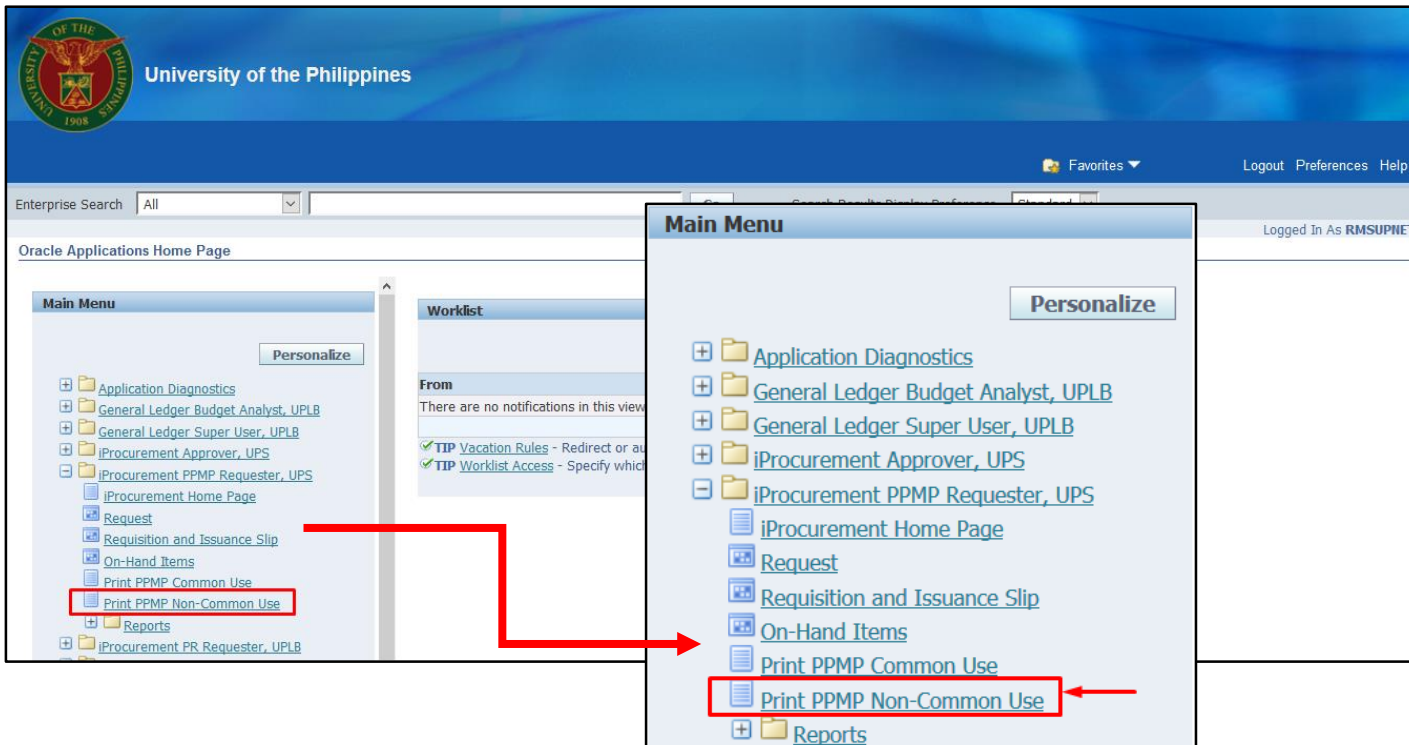 OF THE
UNIVERSITY
PHILIPPINES
1908
University of the Philippines
Favorites
Logout Preferences Help
Enterprise Search All
Logged In As RMSUPNET
Oracle Applications Home Page
Main Menu
Personalize
Application Diagnostics
General Ledger Budget Analyst, UPLB
General Ledger Super User, UPLB
iProcurement Approver, UPS
iProcurement PPMP Requester, UPS
iProcurement Home Page
Request
Requisition and Issuance Slip
On-Hand Items
Print PPMP Common Use
Print PPMP Non-Common Use
Reports
iProcurement PR Requester, UPLB
Worklist
From
There are no notifications in this view
TIP Vacation Rules - Redirect or au
TIP Worklist Access - Specify which
Main Menu
Personalize
Application Diagnostics
General Ledger Budget Analyst, UPLB
General Ledger Super User, UPLB
iProcurement Approver, UPS
iProcurement PPMP Requester, UPS
iProcurement Home Page
Request
Requisition and Issuance Slip
On-Hand Items
Print PPMP Common Use
Print PPMP Non-Common Use
Reports